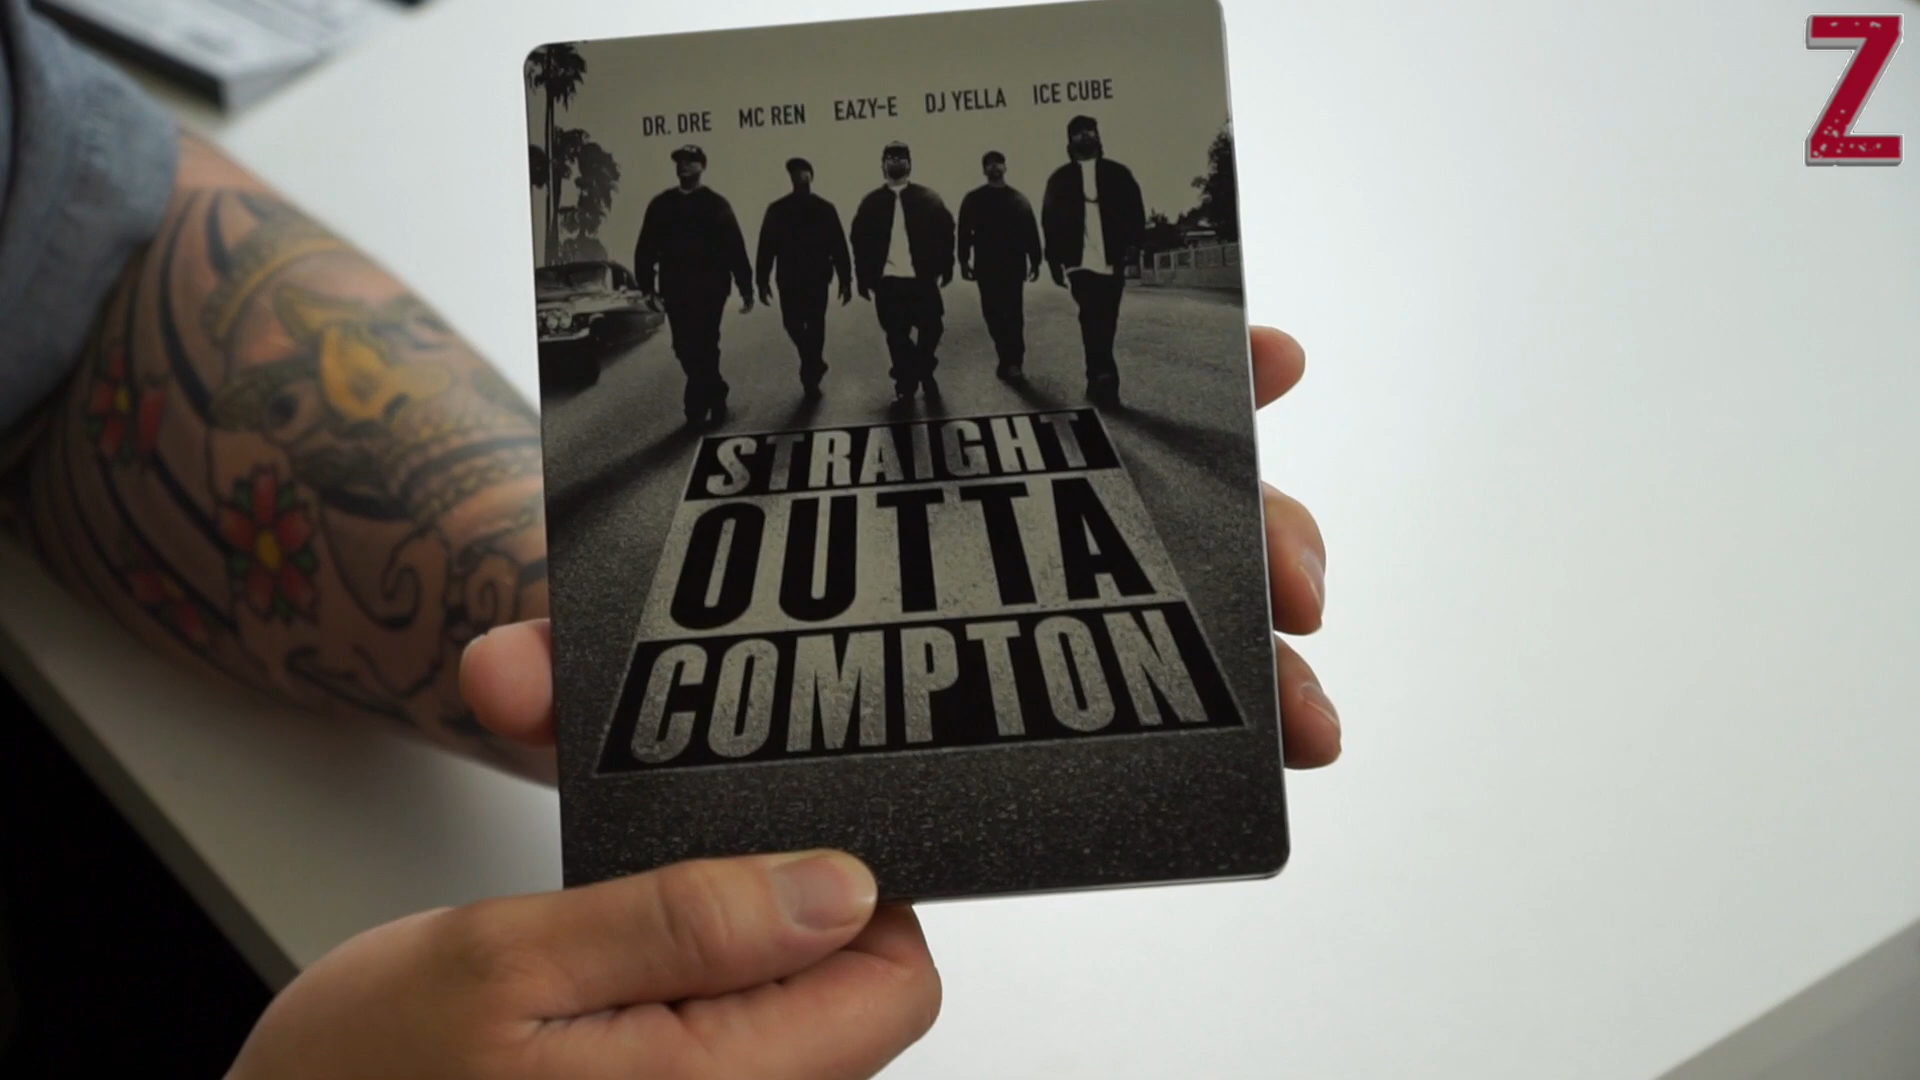 DR. DRE MC REN EAZY-E DJ YELLA ICE CUBE
STRAIGHT
OUTTA
COMPTON
Z